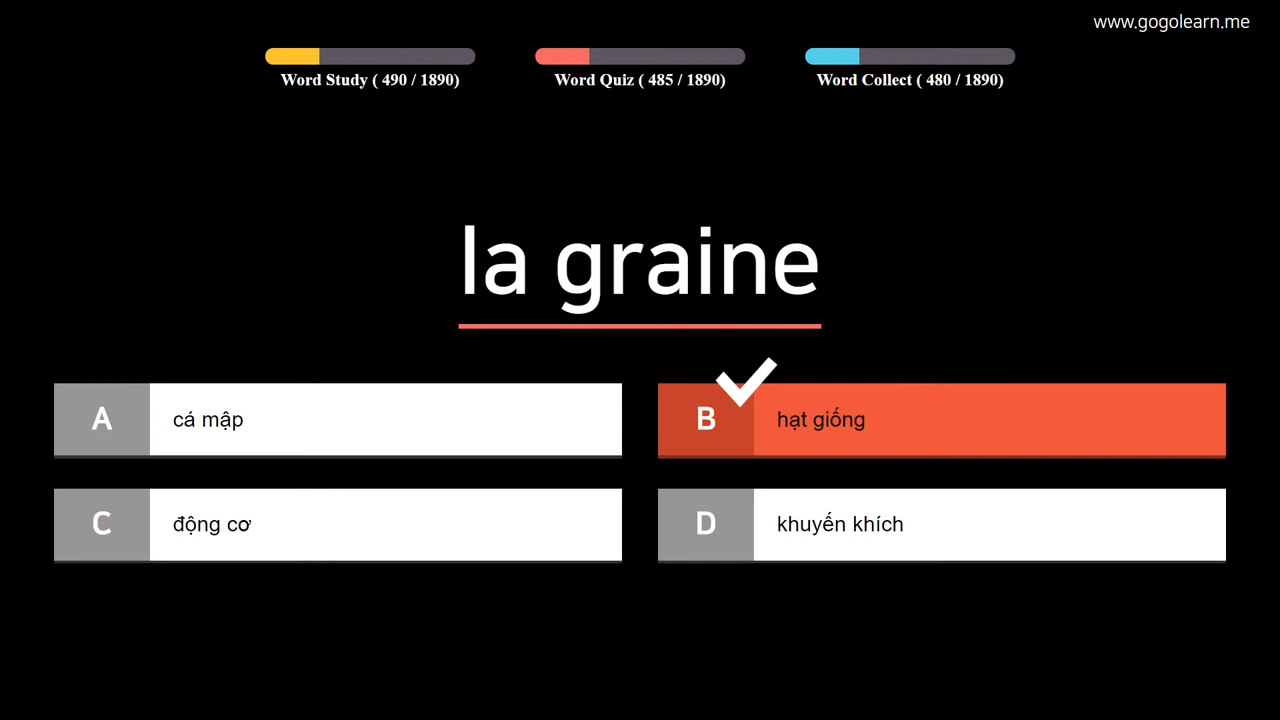 www.gogolearn.me
Word Study ( 490 / 1890)
Word Quiz ( 485 / 1890)
Word Collect ( 480 / 1890)
la graine
A cá mập
B hạt giống
C động cơ
D khuyến khích